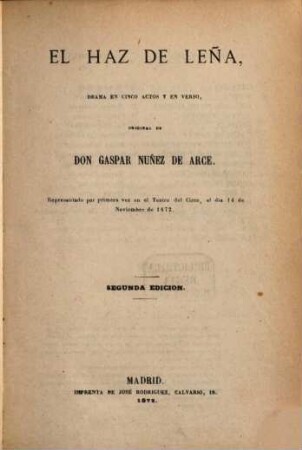 EL HAZ DE LEÑA,
DRAMA EN CINCO ACTOS Y EN VERSO,
ORIGINAL DE
DON GASPAR NUÑEZ DE ARCE.
Representado por primera vez en el Teatro del Circo, el dia 14 de
Noviembre de 1872.
SEGUNDA EDICION.
MADRID.
IMPRENTA DE JOSÉ RODRIGUEZ, CALVARIO, 18.
1872.